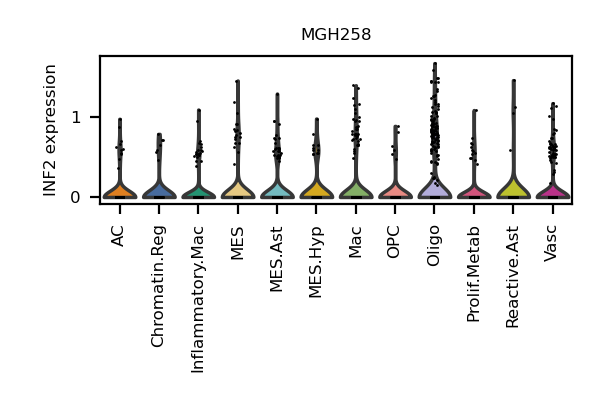 MGH258
INF2 expression
1
0
AC
Chromatin.Reg
Inflammatory.Mac
MES
MES.Ast
MES.Hyp
Mac
OPC
Oligo
Prolif.Metab
Reactive.Ast
Vasc